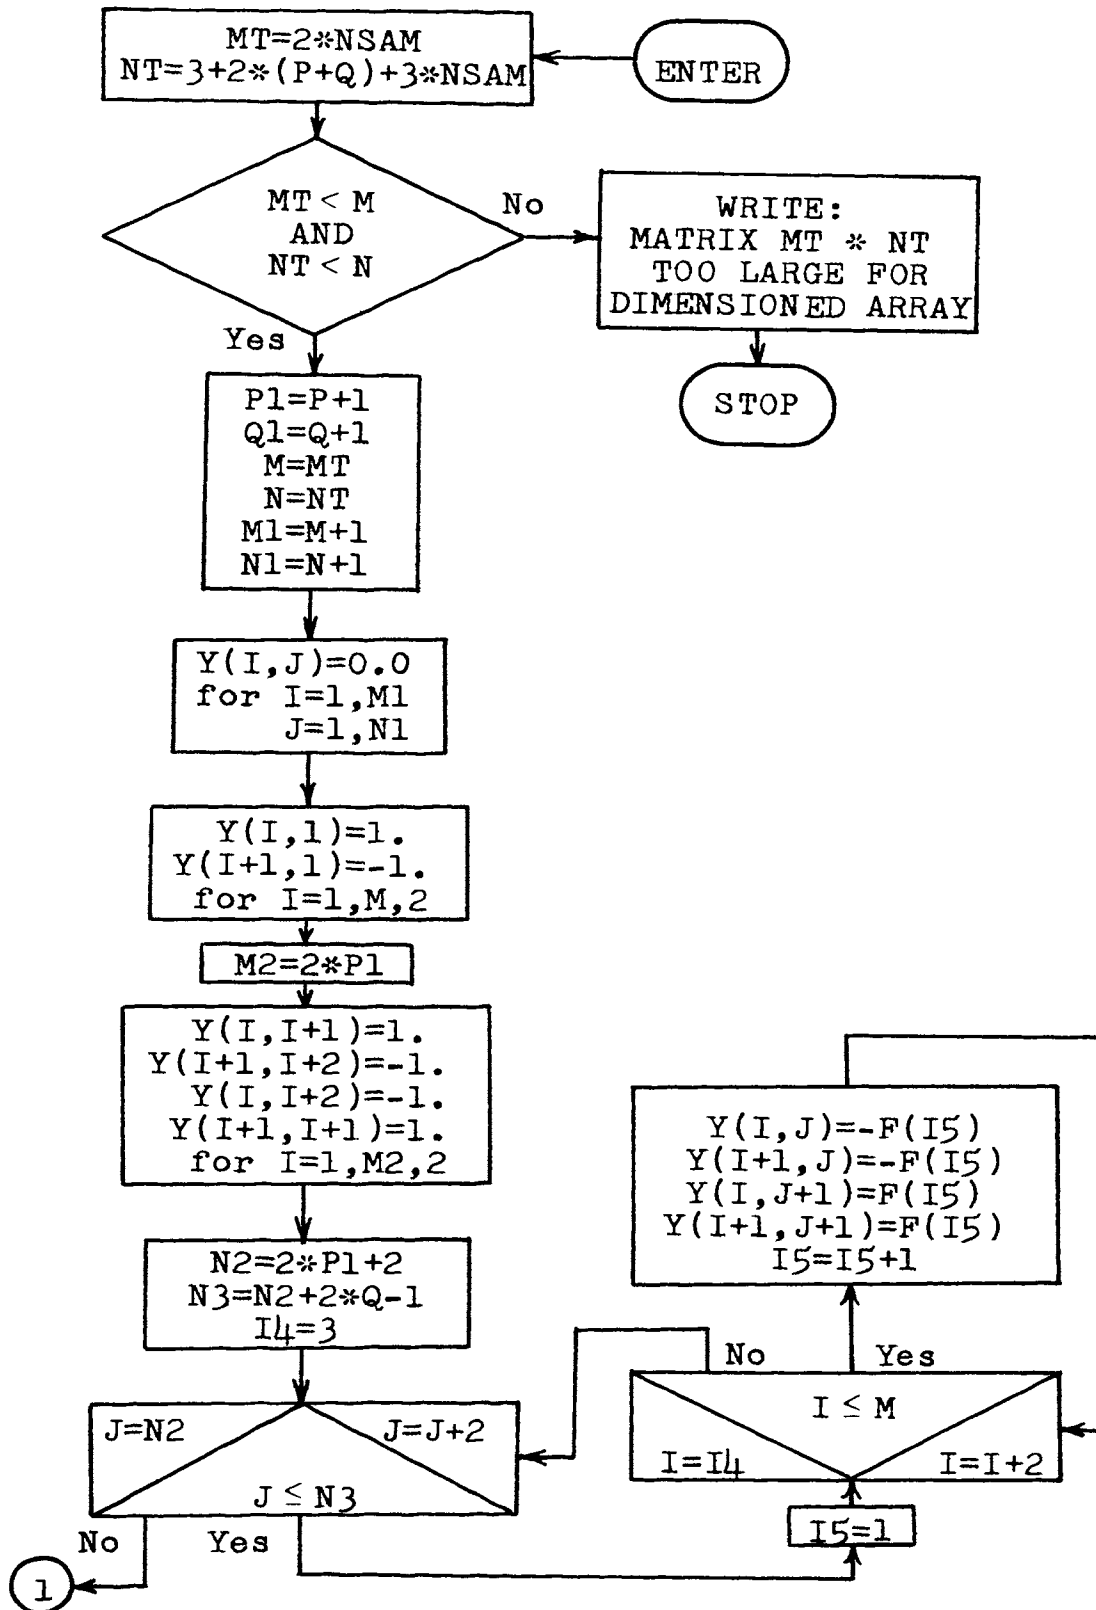 MT=2*NSAM
NT=3+2*(P+Q)+3*NSAM
ENTER
MT < M
AND
NT < N
No
Yes
WRITE:
MATRIX MT * NT
TOO LARGE FOR
DIMENSIONED ARRAY
STOP
P1=P+1
Q1=Q+1
M=MT
N=NT
M1=M+1
N1=N+1
Y(I,J)=0.0
for I=1,M1
J=1,N1
Y(I,1)=1.
Y(I+1,1)=-1.
for I=1,M,2
M2=2*P1
Y(I,I+1)=1.
Y(I+1,I+2)=-1.
Y(I,I+2)=-1.
Y(I+1,I+1)=1.
for I=1,M2,2
N2=2*P1+2
N3=N2+2*Q-1
I4=3
J=N2
J=J+2
J ≤ N3
No
Yes
1
I5=1
I=I4
I=I+2
I ≤ M
No
Yes
Y(I,J)=-F(I5)
Y(I+1,J)=-F(I5)
Y(I,J+1)=F(I5)
Y(I+1,J+1)=F(I5)
I5=I5+1